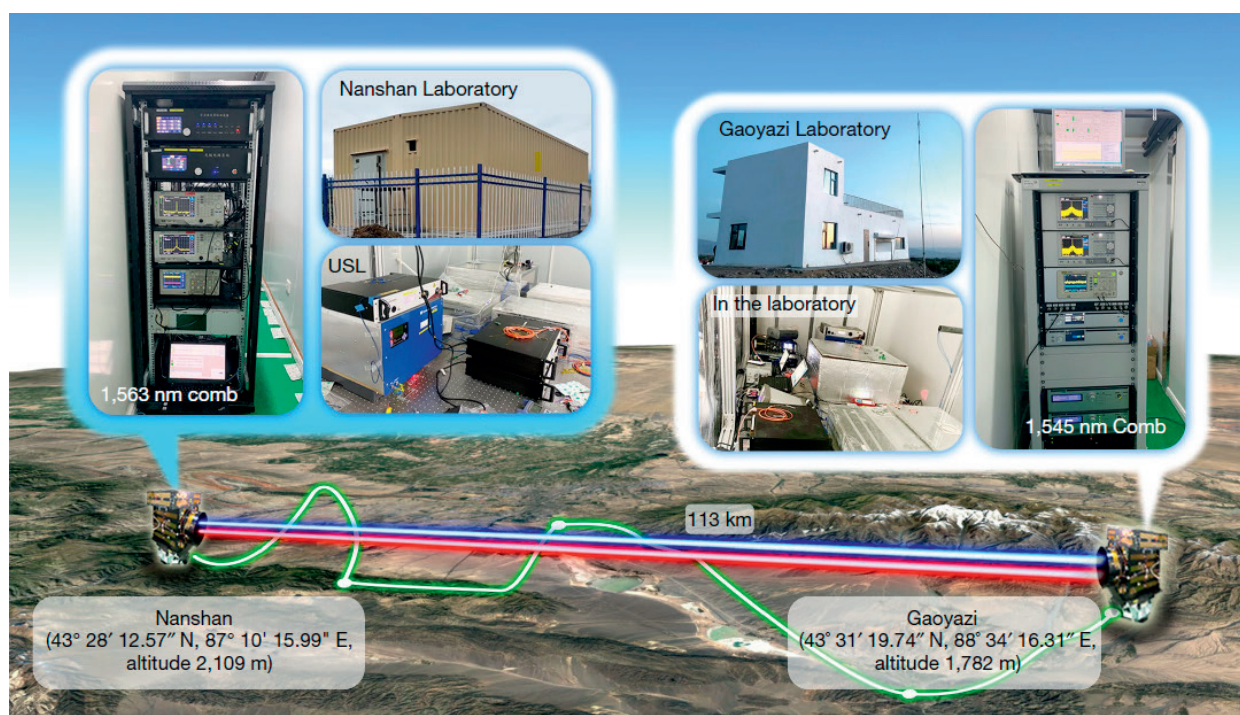 Nanshan Laboratory
USL
1,563 nm comb
Gaoyazi Laboratory
In the laboratory
1,545 nm Comb
113 km
Nanshan
(43° 28′ 12.57″ N, 87° 10' 15.99" E,
altitude 2,109 m)
Gaoyazi
(43° 31′ 19.74″ N, 88° 34′ 16.31″ E,
altitude 1,782 m)